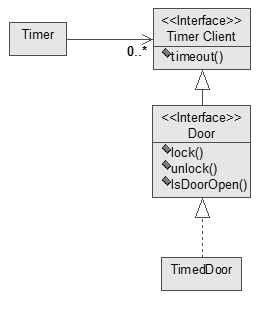 <<Interface>>
Timer
Timer Client
0..*
timeout()
<<Interface>>
Door
lock()
unlock()
IsDoorOpen()
TimedDoor